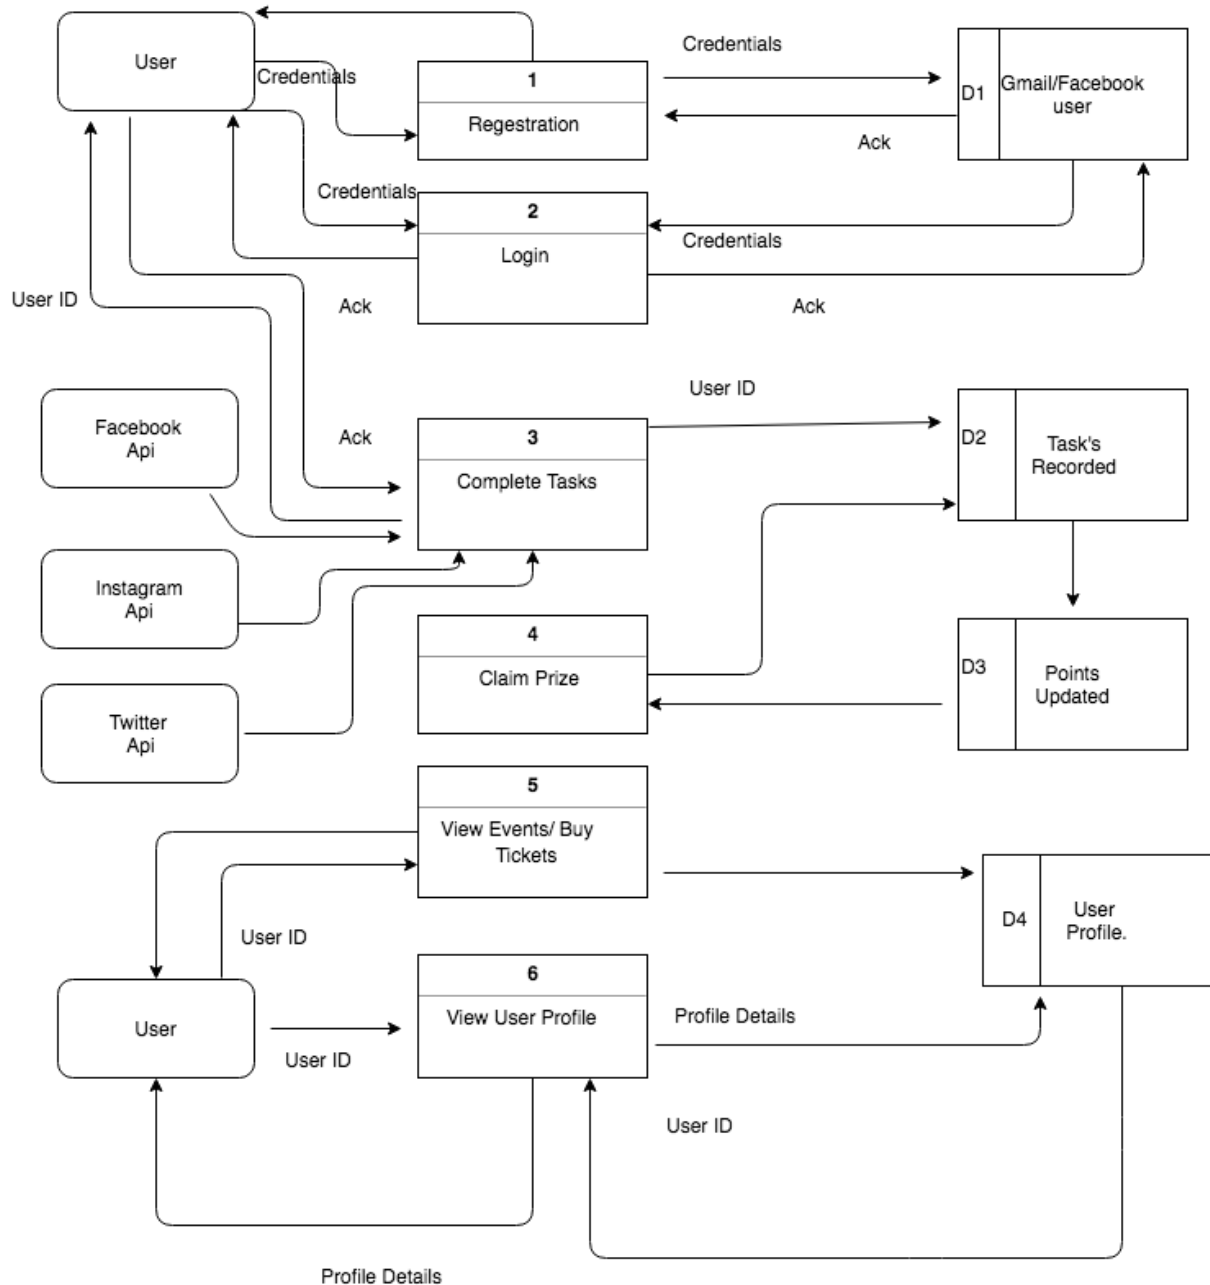 User
Credentials
1
Regestration
Credentials
D1
Gmail/Facebook
user
Ack
Credentials
2
Login
Credentials
User ID
Ack
Ack
Facebook
Api
Ack
3
Complete Tasks
User ID
D2
Task's
Recorded
Instagram
Api
4
Claim Prize
D3
Points
Updated
Twitter
Api
5
View Events/ Buy
Tickets
D4
User
Profile.
User ID
User
User ID
6
View User Profile
Profile Details
User ID
Profile Details